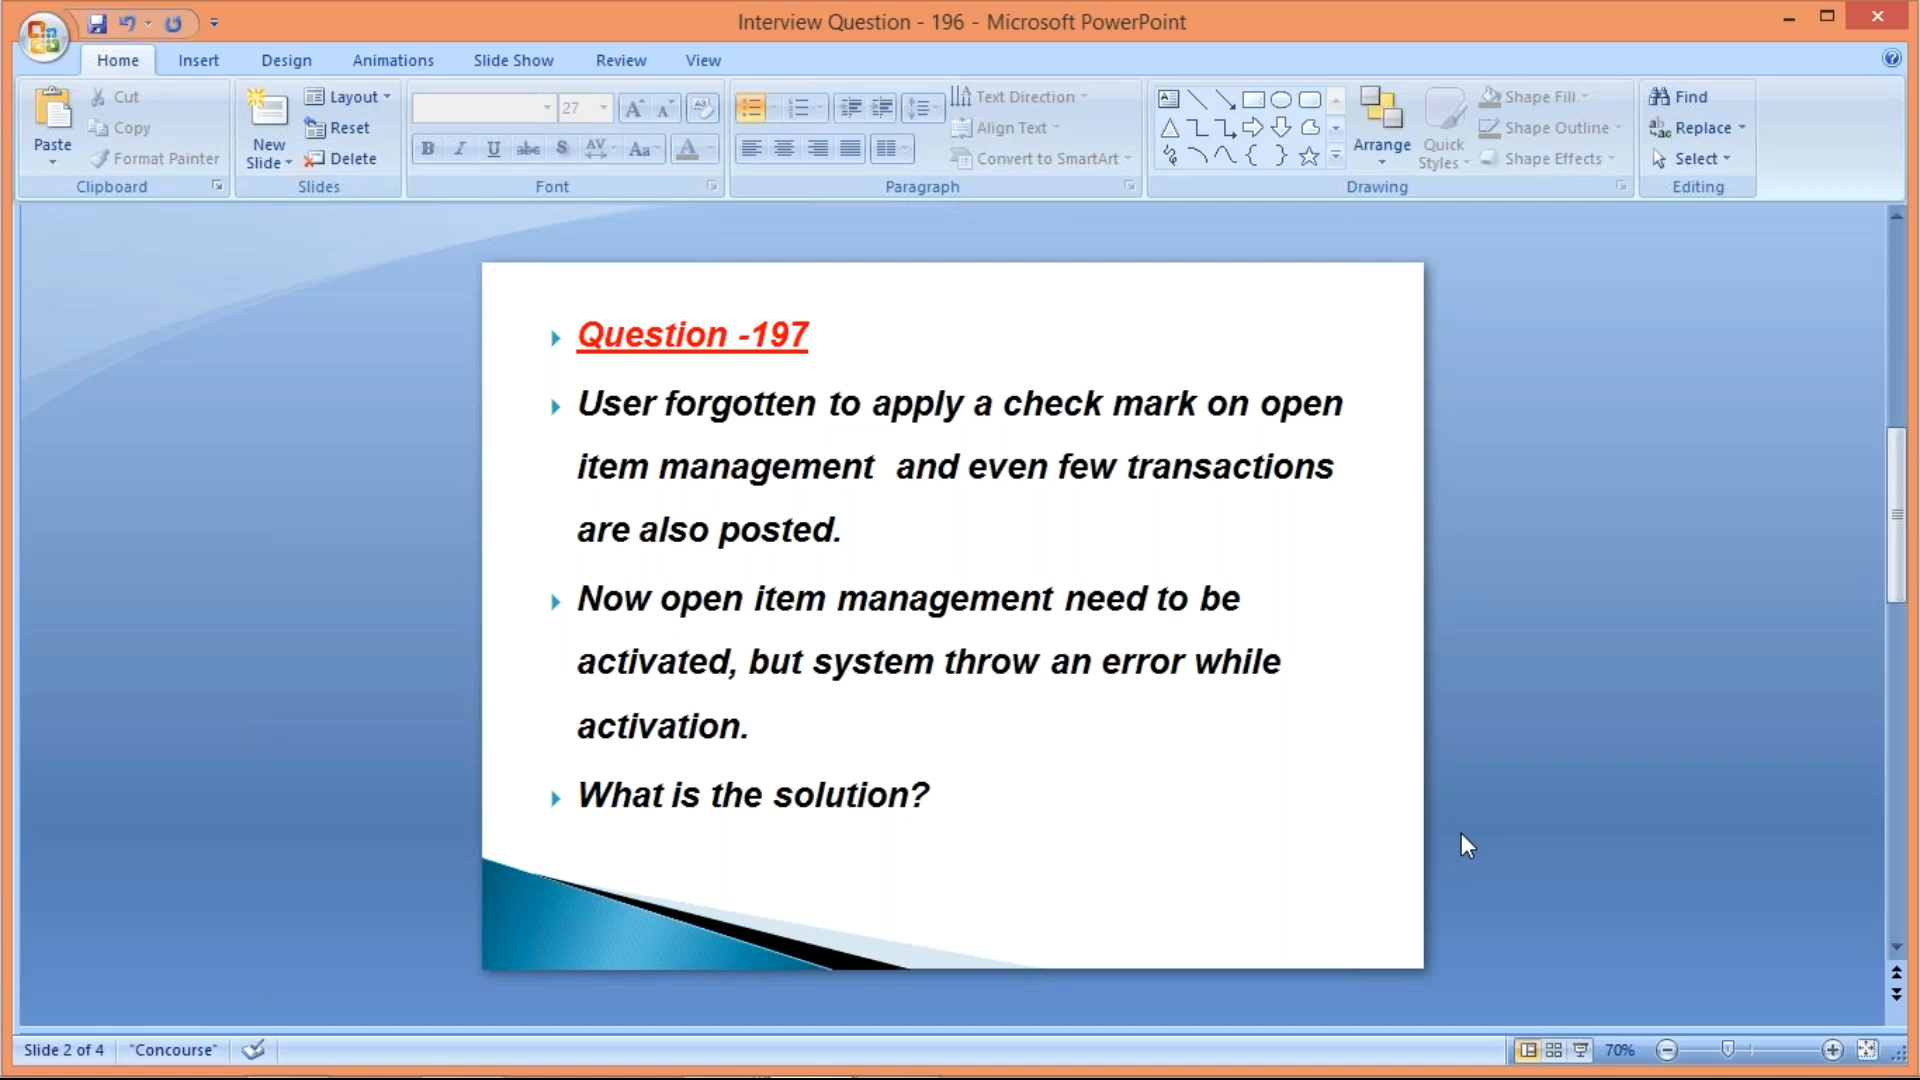 Interview Question - 196 - Microsoft PowerPoint
Home Insert Design Animations Slide Show Review View
Paste
Cut
Copy
Format Painter
Clipboard
New Slide
Layout
Reset
Delete
Slides
27
B I U abc S AV Aa A
Font
Text Direction
Align Text
Convert to SmartArt
Paragraph
Arrange
Quick Styles
Shape Fill
Shape Outline
Shape Effects
Drawing
Find
Replace
Select
Editing
Question -197
User forgotten to apply a check mark on open
item management and even few transactions
are also posted.
Now open item management need to be
activated, but system throw an error while
activation.
What is the solution?
Slide 2 of 4 "Concourse" 70%